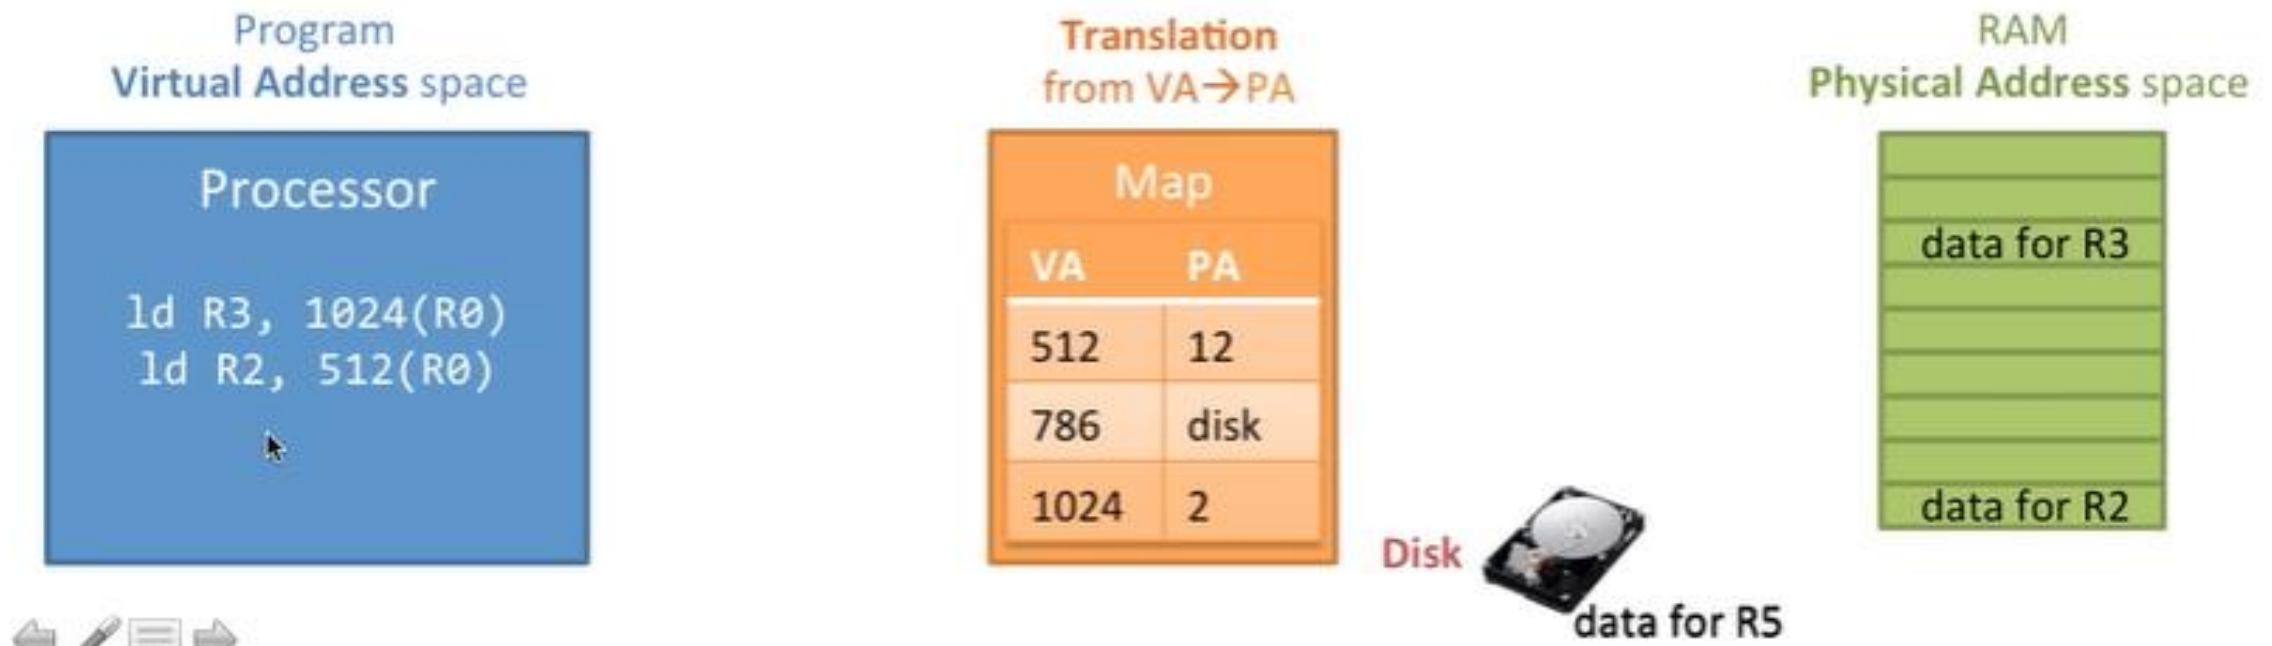 Program
Virtual Address space
Processor
ld R3, 1024(R0)
ld R2, 512(R0)
Translation
from VA→PA
Map
VA PA
512 12
786 disk
1024 2
Disk
data for R5
RAM
Physical Address space
data for R3
data for R2